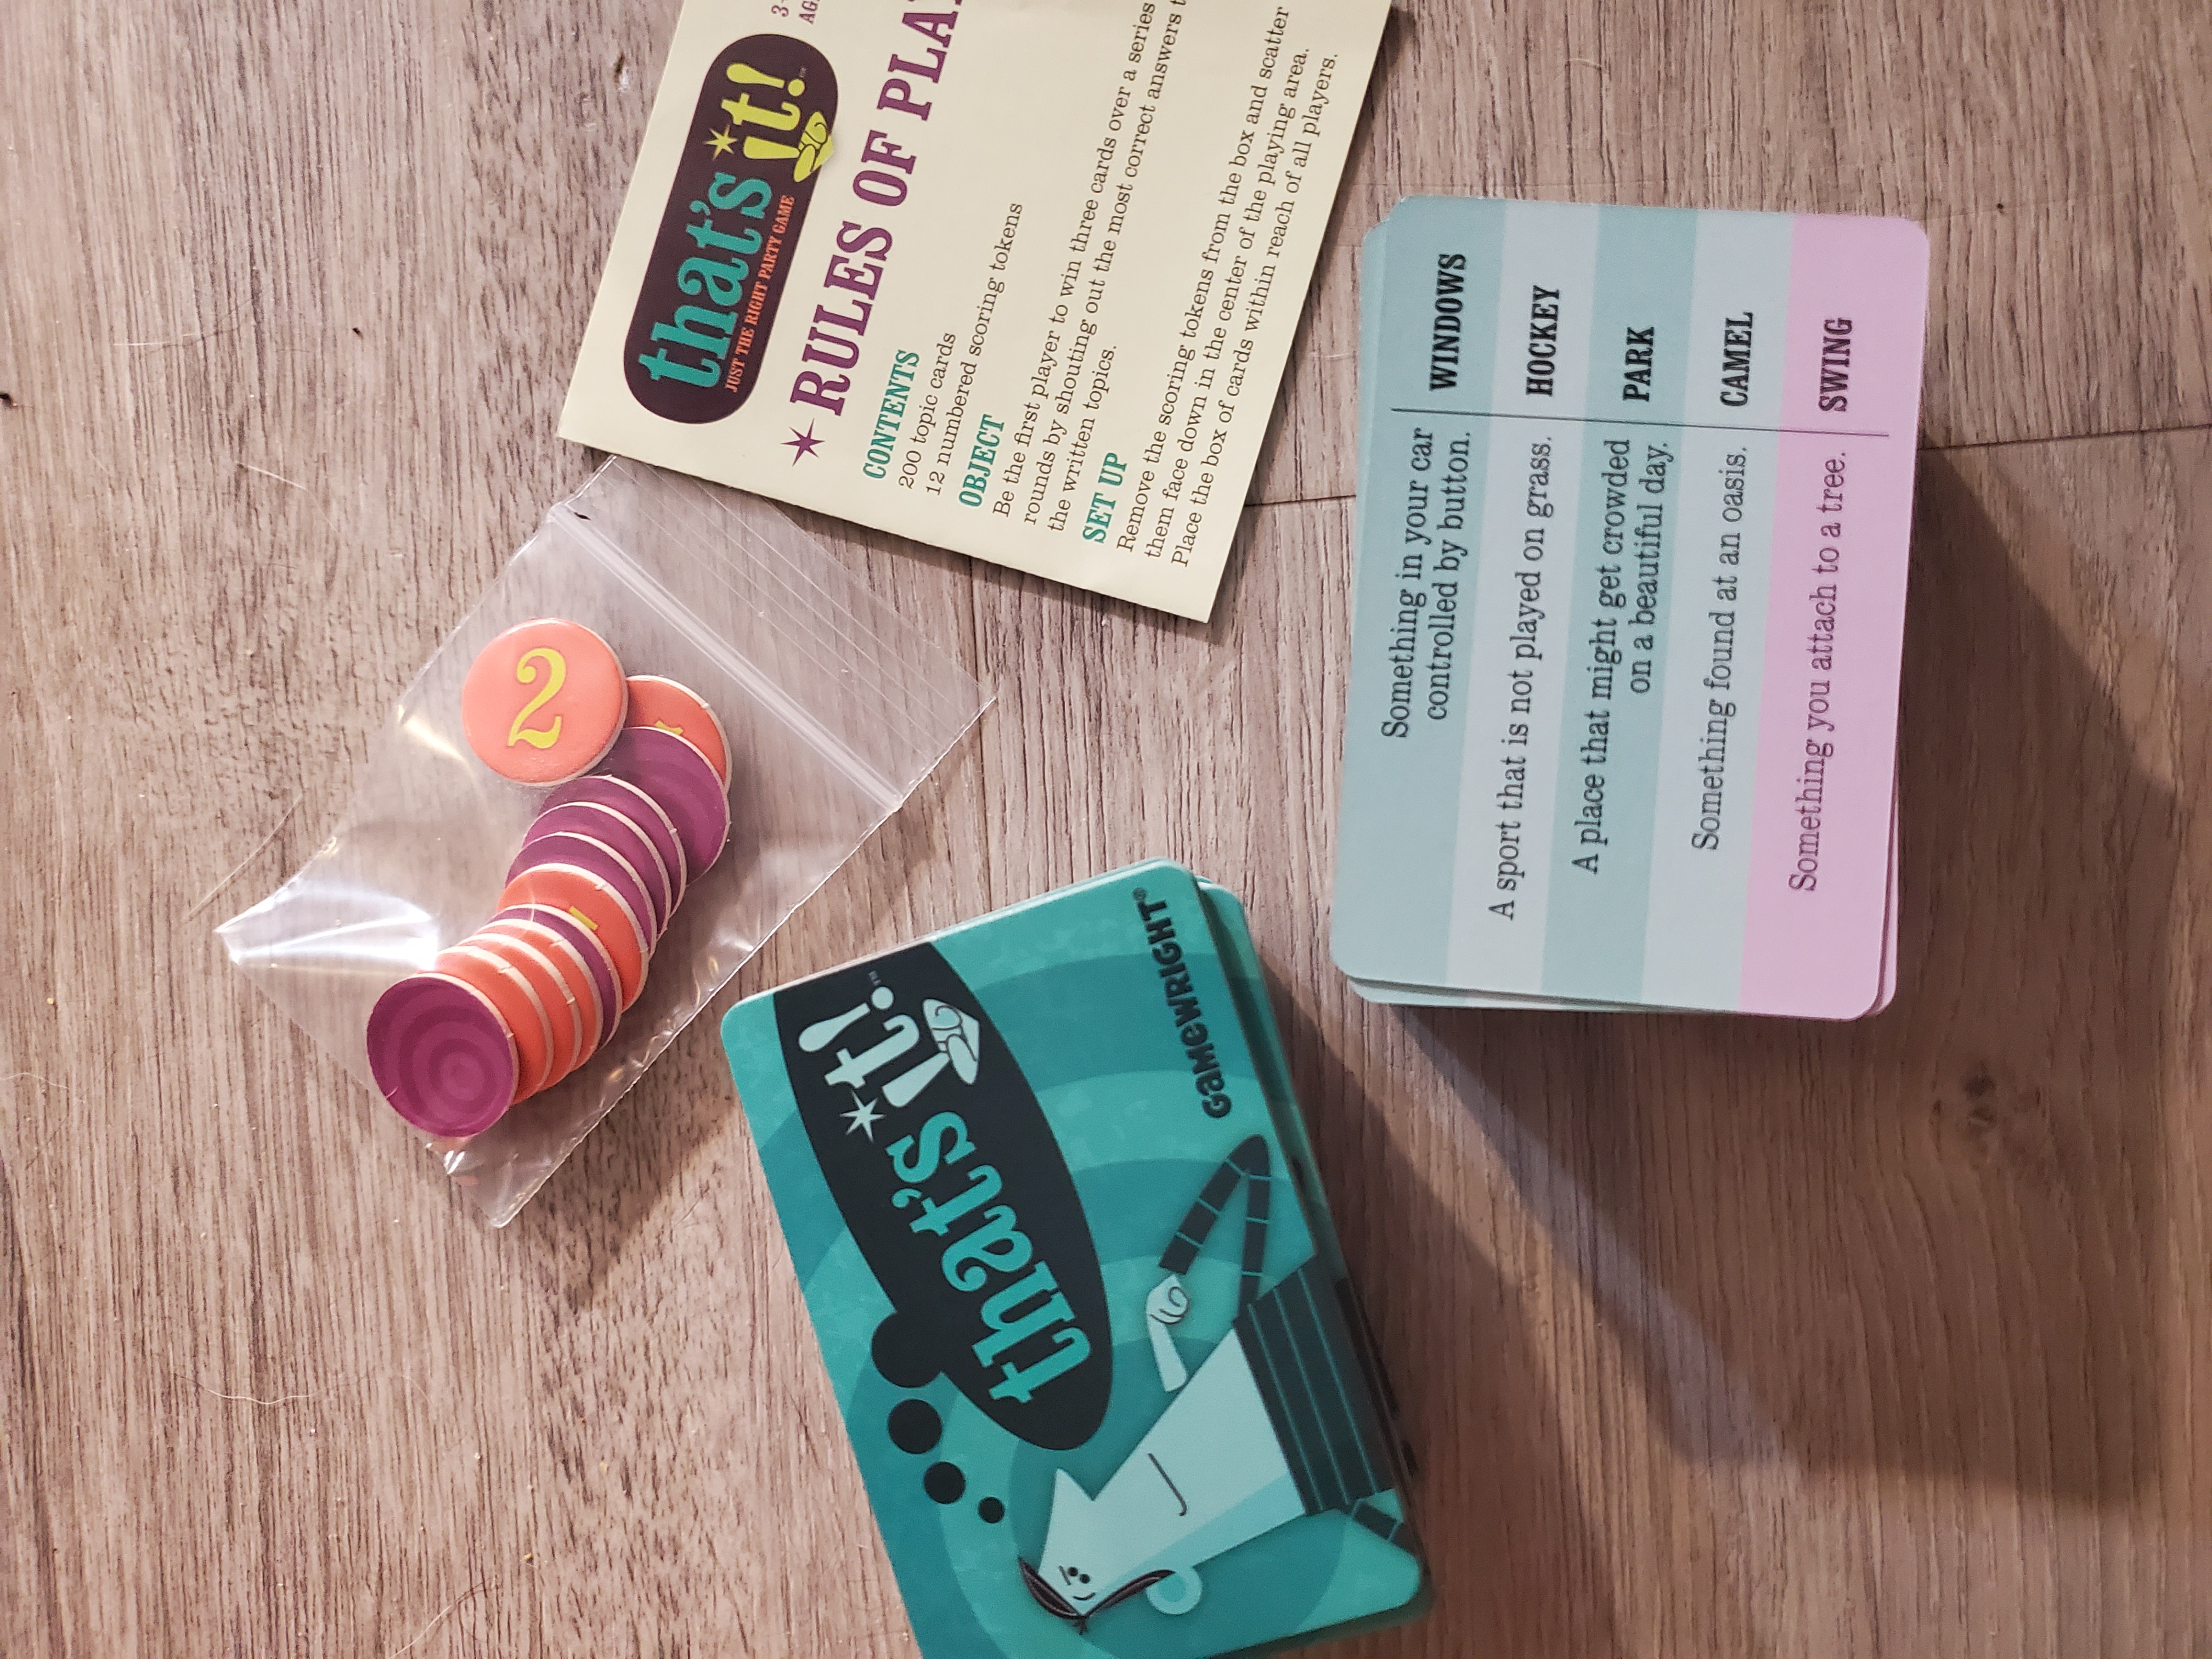 3
AG
that's it!™
JUST THE RIGHT PARTY GAME
RULES OF PLA
CONTENTS
200 topic cards
12 numbered scoring tokens
OBJECT
Be the first player to win three cards over a series
rounds by shouting out the most correct answers t
the written topics.
SET UP
Remove the scoring tokens from the box and scatter
them face down in the center of the playing area.
Place the box of cards within reach of all players.
2
that's it!™
GAMEWRIGHT®
Something in your car WINDOWS
controlled by button.
A sport that is not played on grass. HOCKEY
A place that might get crowded PARK
on a beautiful day.
Something found at an oasis. CAMEL
Something you attach to a tree. SWING